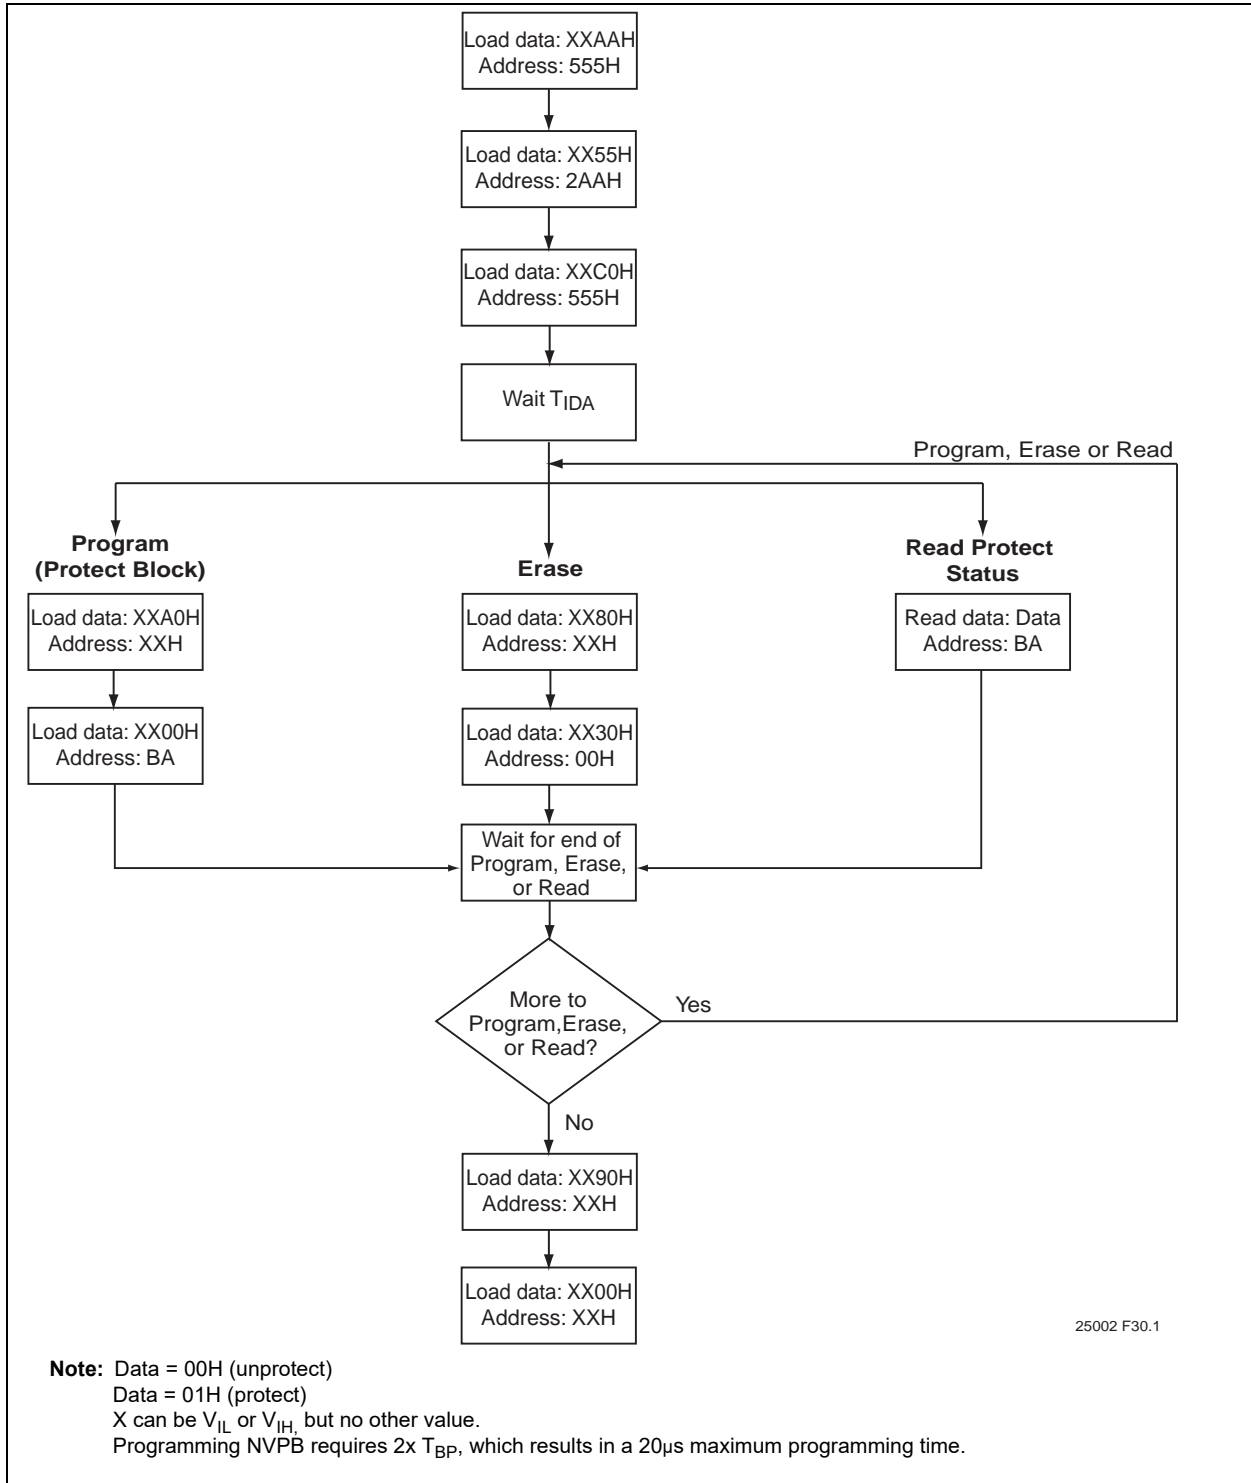 Load data: XXAAH
Address: 555H
Load data: XX55H
Address: 2AAH
Load data: XXC0H
Address: 555H
Wait TIDA
Program, Erase or Read
Program
(Protect Block)
Load data: XXA0H
Address: XXH
Load data: XX00H
Address: BA
Erase
Load data: XX80H
Address: XXH
Load data: XX30H
Address: 00H
Read Protect
Status
Read data: Data
Address: BA
Wait for end of
Program, Erase,
or Read
More to
Program,Erase,
or Read?
Yes
No
Load data: XX90H
Address: XXH
Load data: XX00H
Address: XXH
25002 F30.1
Note: Data = 00H (unprotect)
Data = 01H (protect)
X can be VIL or VIH, but no other value.
Programming NVPB requires 2x TBP, which results in a 20µs maximum programming time.